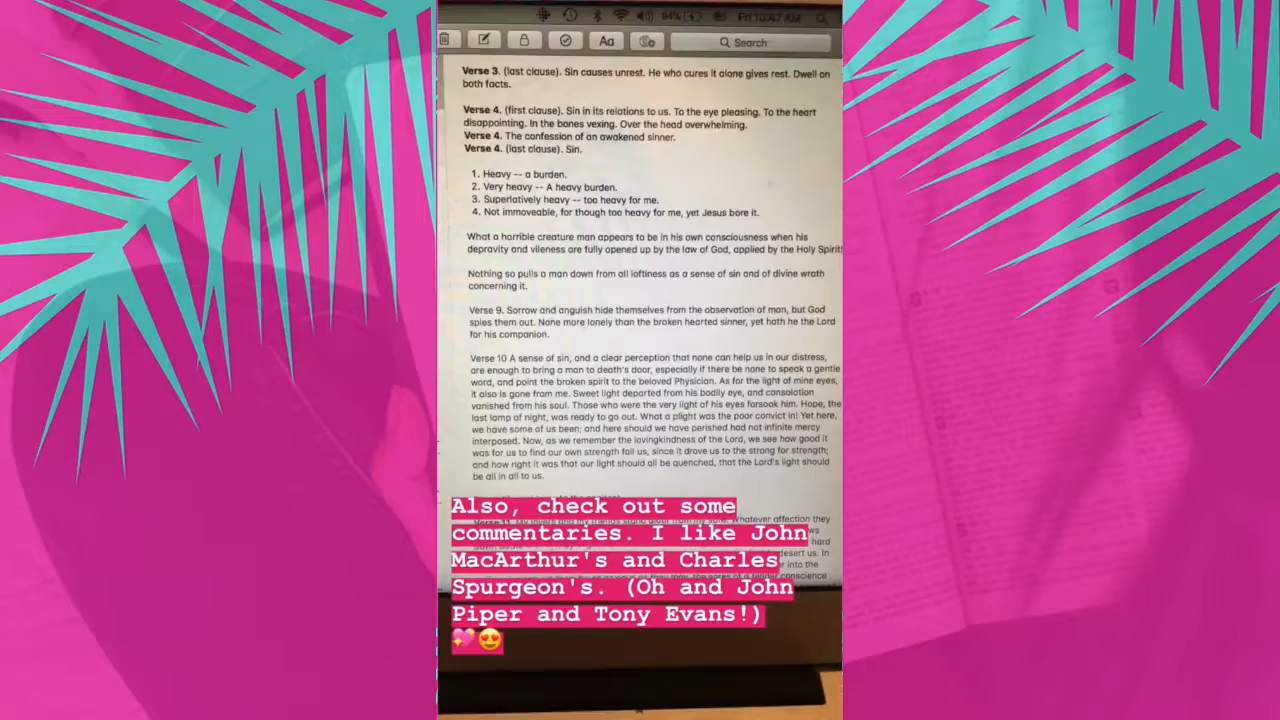 94%
Fri 10:47 AM
Aa
Search
Verse 3. (last clause). Sin causes unrest. He who cures it alone gives rest. Dwell on
both facts.
Verse 4. (first clause). Sin in its relations to us. To the eye pleasing. To the heart
disappointing. In the bones vexing. Over the head overwhelming.
Verse 4. The confession of an awakened sinner.
Verse 4. (last clause). Sin.
1. Heavy -- a burden.
2. Very heavy -- A heavy burden.
3. Superlatively heavy -- too heavy for me.
4. Not immoveable, for though too heavy for me, yet Jesus bore it.
What a horrible creature man appears to be in his own consciousness when his
depravity and vileness are fully opened up by the law of God, applied by the Holy Spirit!
Nothing so pulls a man down from all loftiness as a sense of sin and of divine wrath
concerning it.
Verse 9. Sorrow and anguish hide themselves from the observation of man, but God
spies them out. None more lonely than the broken hearted sinner, yet hath he the Lord
for his companion.
Verse 10 A sense of sin, and a clear perception that none can help us in our distress,
are enough to bring a man to death's door, especially if there be none to speak a gentle
word, and point the broken spirit to the beloved Physician. As for the light of mine eyes,
it also is gone from me. Sweet light departed from his bodily eye, and consolation
vanished from his soul. Those who were the very light of his eyes forsook him. Hope, the
last lamp of night, was ready to go out. What a plight was the poor convict in! Yet here,
we have some of us been; and here should we have perished had not infinite mercy
interposed. Now, as we remember the lovingkindness of the Lord, we see how good it
was for us to find our own strength fail us, since it drove us to the strong for strength;
and how right it was that our light should all be quenched, that the Lord's light should
be all in all to us.
Whatever affection they
hard
desert us. In
into the
conscience
Also, check out some
commentaries. I like John
MacArthur's and Charles
Spurgeon's. (Oh and John
Piper and Tony Evans!)
💖😍